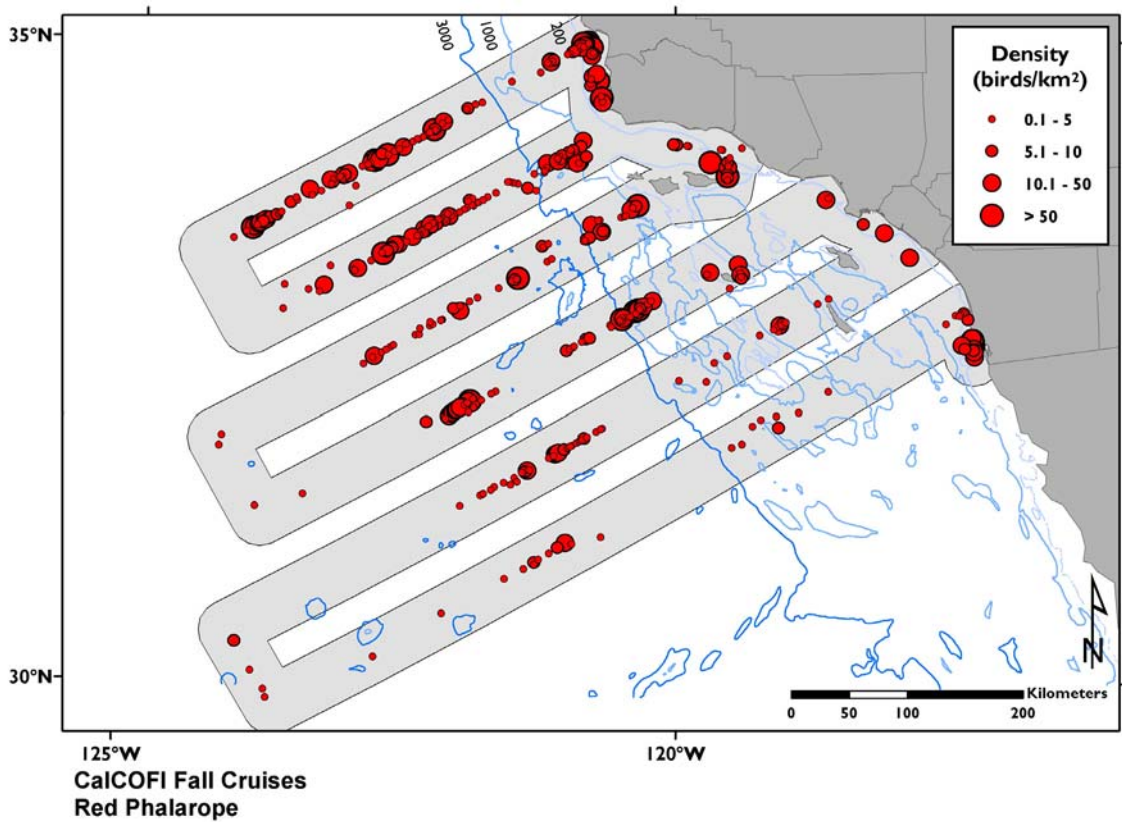 35°N
3000
1000
200
Density
(birds/km²)
0.1 - 5
5.1 - 10
10.1 - 50
> 50
30°N
N
Kilometers
0 50 100 200
125°W 120°W
CalCOFI Fall Cruises
Red Phalarope